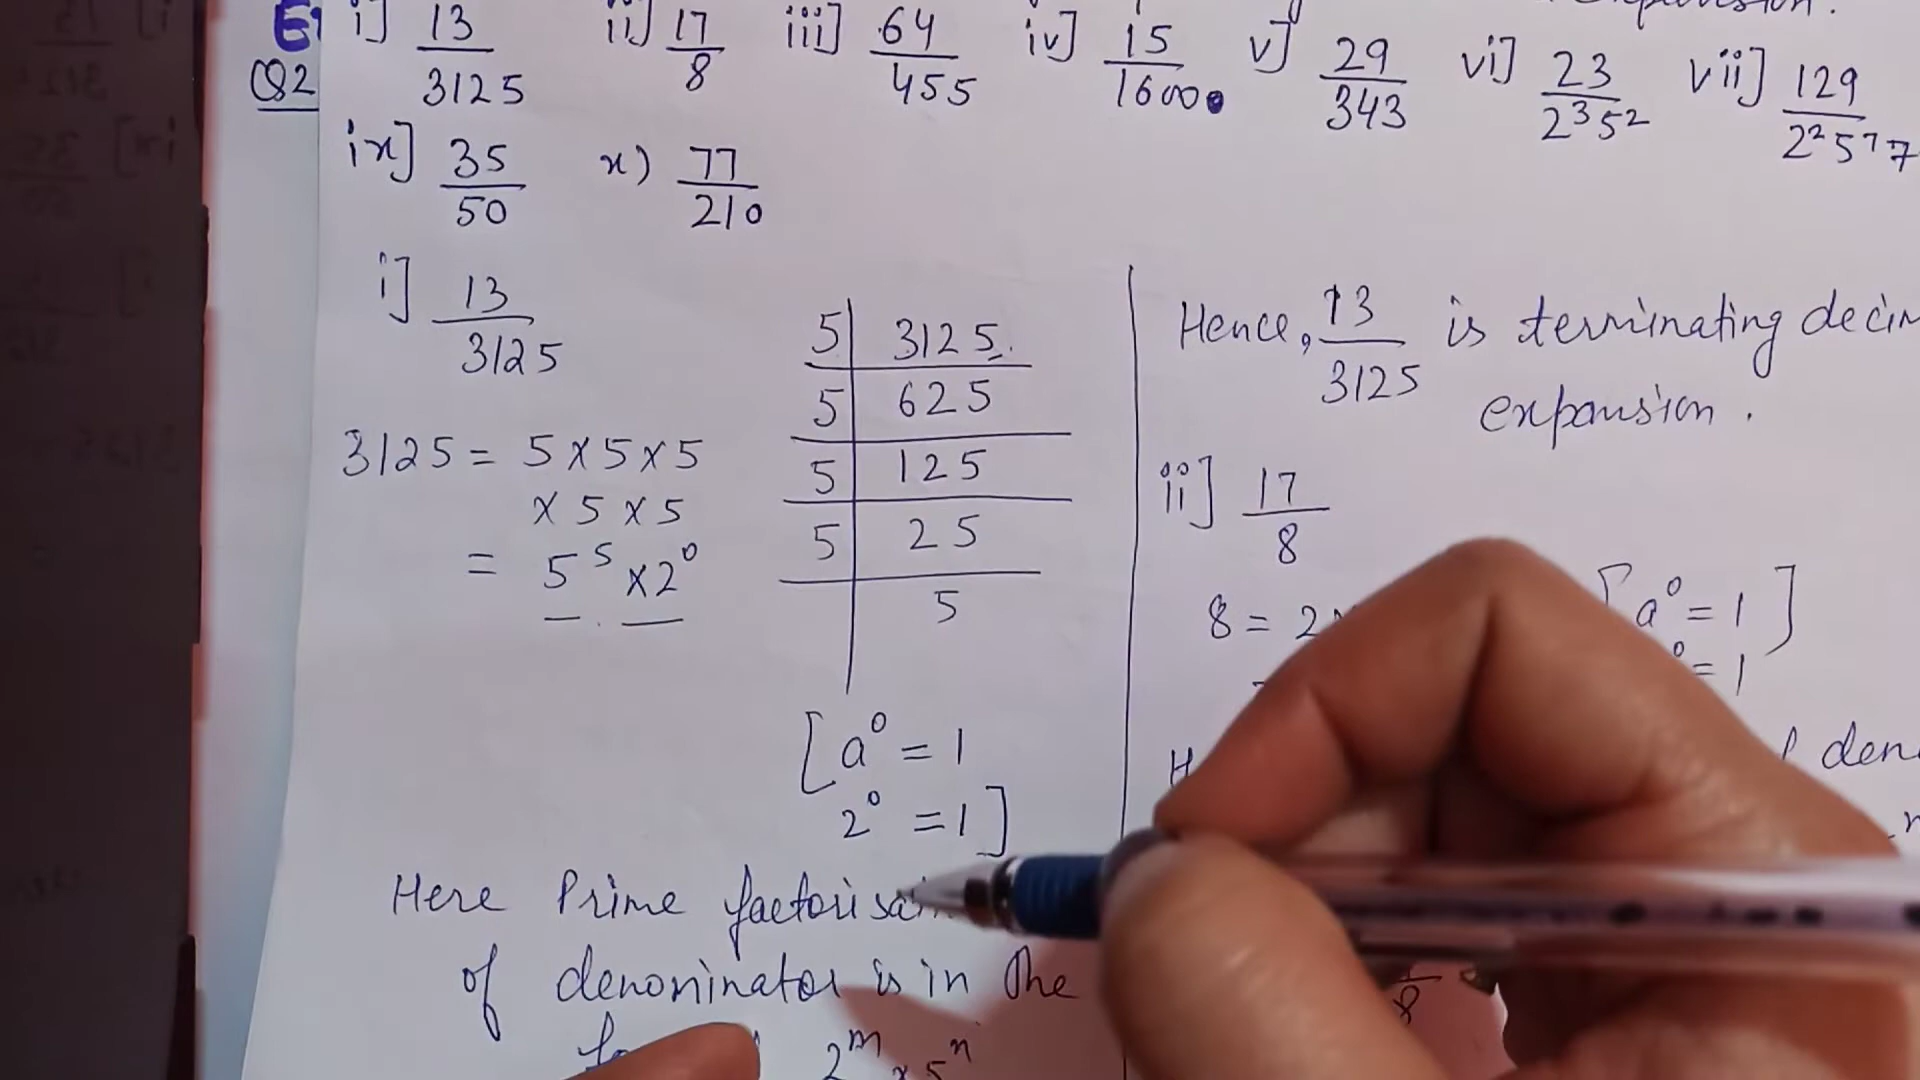 expansion.
i] 13/3125 ii] 17/8 iii] 64/455 iv] 15/1600 v] 29/343 vi] 23/2³5² vii] 129/2²5⁷7
Q2
ix] 35/50 x) 77/210
i] 13/3125
3125 = 5 x 5 x 5
x 5 x 5
= 5⁵ x 2⁰
5 | 3125
5 | 625
5 | 125
5 | 25
5
[a⁰ = 1
2⁰ = 1]
Here Prime
of denominator is in the
2ᵐ x 5ⁿ
Hence, 13/3125 is terminating
expansion.
ii] 17/8
8 = 2
[a⁰ = 1]
⁰ = 1